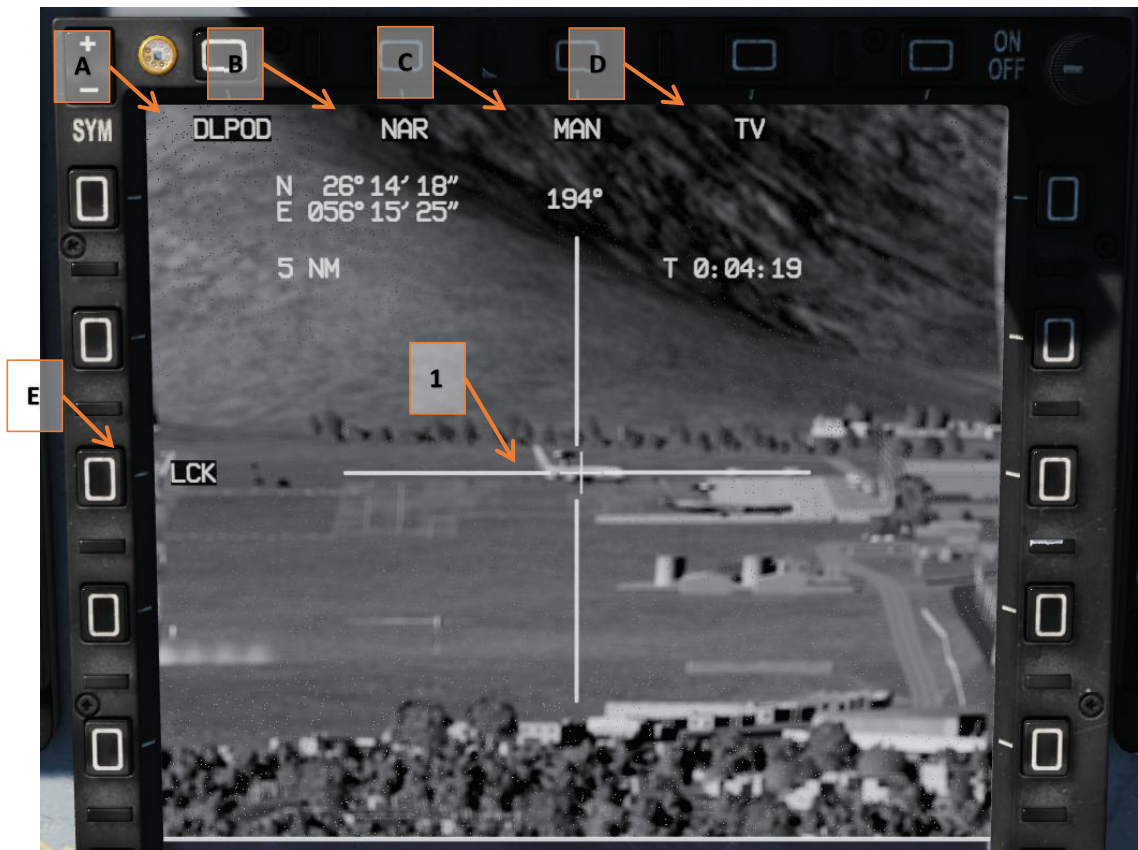 +
A
B
C
D
ON
OFF
−
SYM
DLPOD NAR MAN TV
N 26° 14' 18"
E 056° 15' 25"
194°
5 NM
T 0:04:19
1
E
LCK